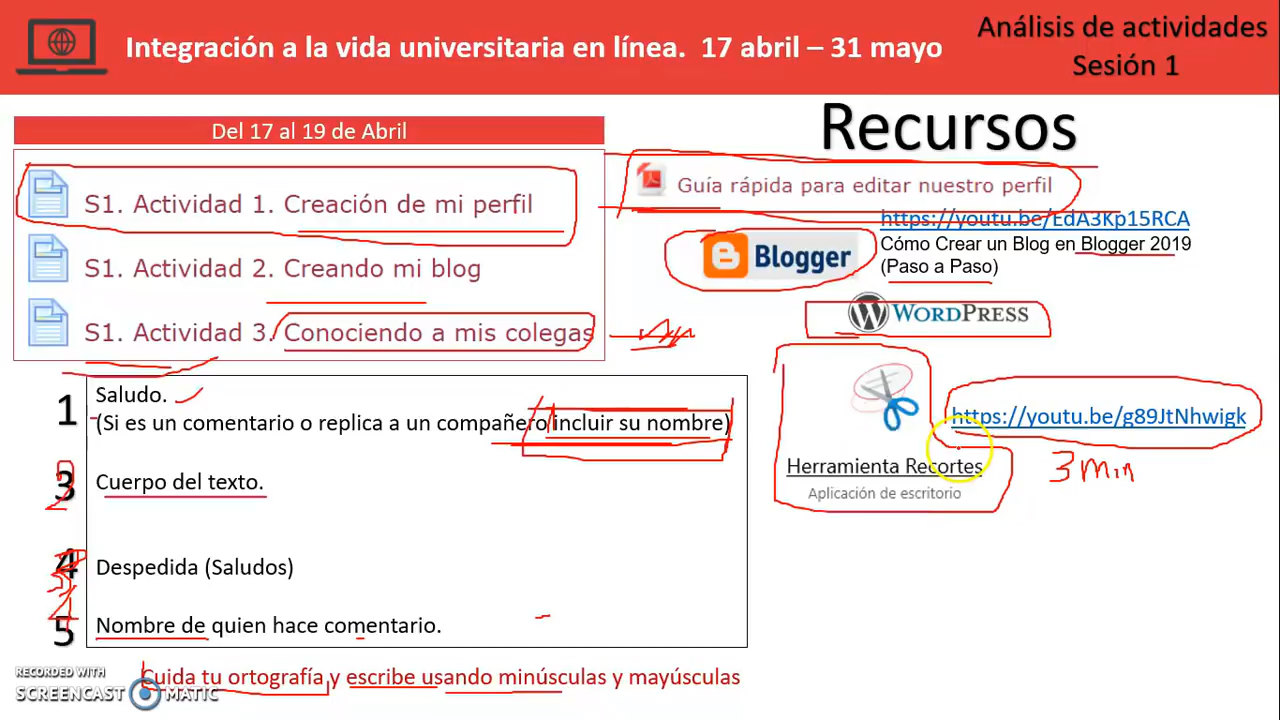 Integración a la vida universitaria en línea. 17 abril – 31 mayo
Análisis de actividades
Sesión 1
Del 17 al 19 de Abril
S1. Actividad 1. Creación de mi perfil
S1. Actividad 2. Creando mi blog
S1. Actividad 3. Conociendo a mis colegas
Recursos
Guía rápida para editar nuestro perfil
https://youtu.be/EdA3Kp15RCA
Blogger
Cómo Crear un Blog en Blogger 2019
(Paso a Paso)
WORDPRESS
https://youtu.be/g89JtNhwigk
3 min
Herramienta Recortes
Aplicación de escritorio
1 Saludo.
(Si es un comentario o replica a un compañero incluir su nombre)
3 Cuerpo del texto.
4 Despedida (Saludos)
5 Nombre de quien hace comentario.
Cuida tu ortografía y escribe usando minúsculas y mayúsculas
RECORDED WITH
SCREENCAST MATIC